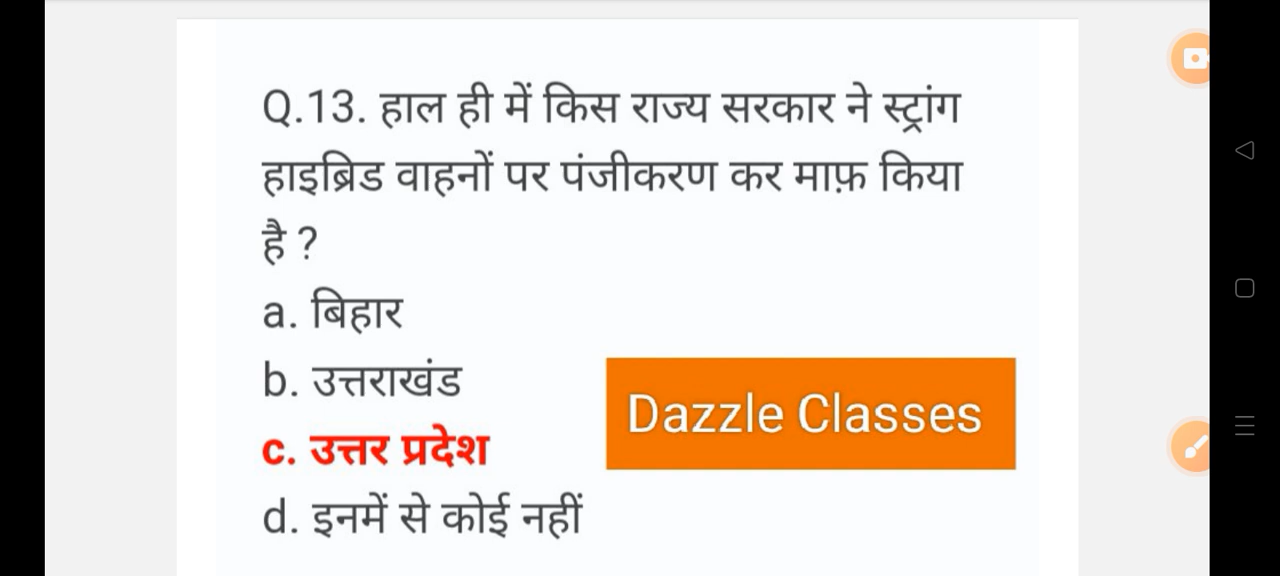 Q.13. हाल ही में किस राज्य सरकार ने स्ट्रांग
हाइब्रिड वाहनों पर पंजीकरण कर माफ़ किया
है ?
a. बिहार
b. उत्तराखंड
c. उत्तर प्रदेश
d. इनमें से कोई नहीं
Dazzle Classes